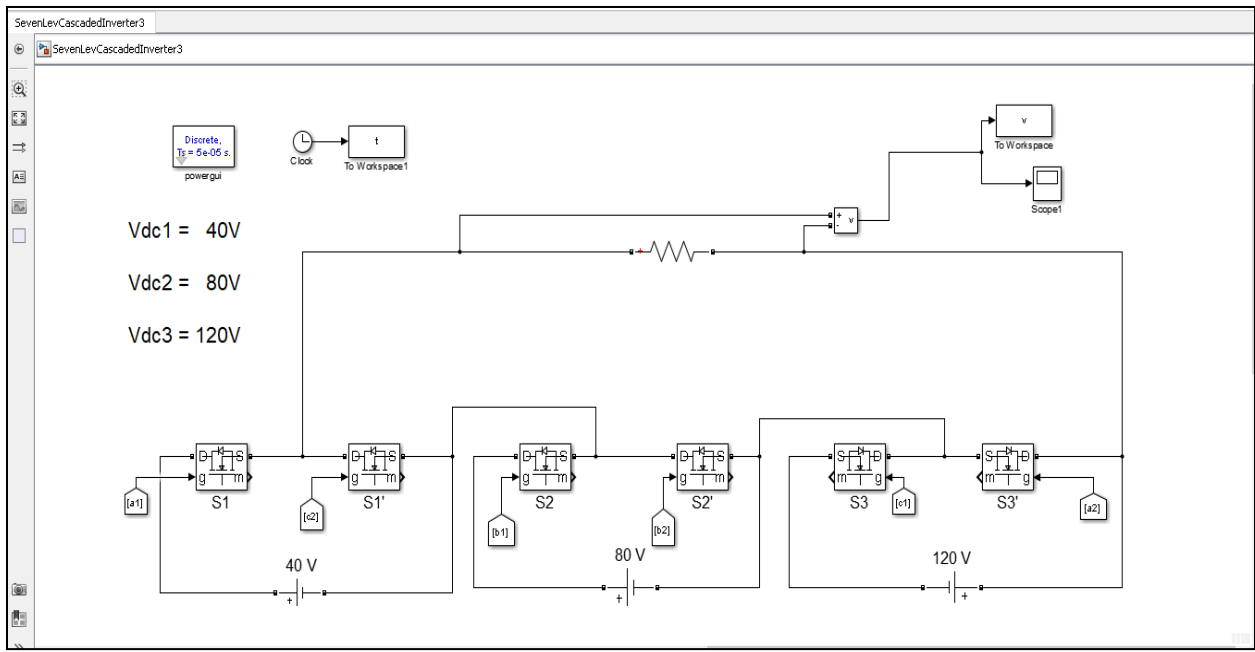 SevenLevCascadedInverter3
SevenLevCascadedInverter3
Discrete,
Ts = 5e-05 s.
powergui
Clock
t
To Workspace1
v
To Workspace
Scope1
+
-
v
Vdc1 = 40V
Vdc2 = 80V
Vdc3 = 120V
+
D S
g m
S1
[a1]
D S
g m
S1'
[c2]
D S
g m
S2
[b1]
D S
g m
S2'
[b2]
S D
m g
S3
[c1]
S D
m g
S3'
[a2]
40 V
+
80 V
+
120 V
+